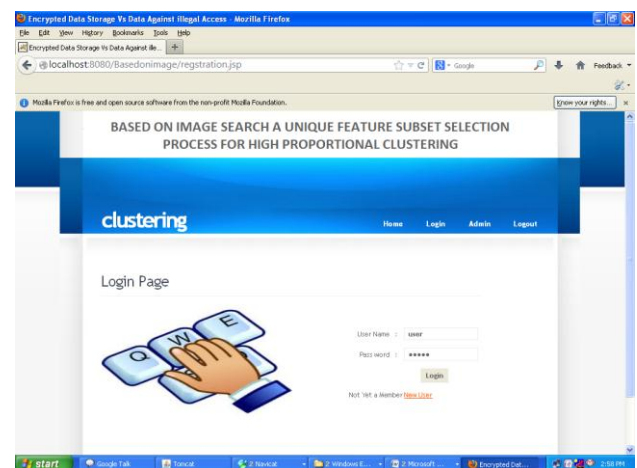 Encrypted Data Storage Vs Data Against illegal Access - Mozilla Firefox
File Edit View History Bookmarks Tools Help
Encrypted Data Storage Vs Data Against ille...
localhost:8080/Basedonimage/regstration.jsp
Google
Feedback
Mozilla Firefox is free and open source software from the non-profit Mozilla Foundation.
Know your rights... x
BASED ON IMAGE SEARCH A UNIQUE FEATURE SUBSET SELECTION
PROCESS FOR HIGH PROPORTIONAL CLUSTERING
clustering
Home Login Admin Logout
Login Page
Q W E
User Name : user
Password : •••••
Login
Not Yet a Member New User
start
Google Talk
Tomcat
2 Navicat
2 Windows E...
2 Microsoft ...
Encrypted Dat...
2:58 PM